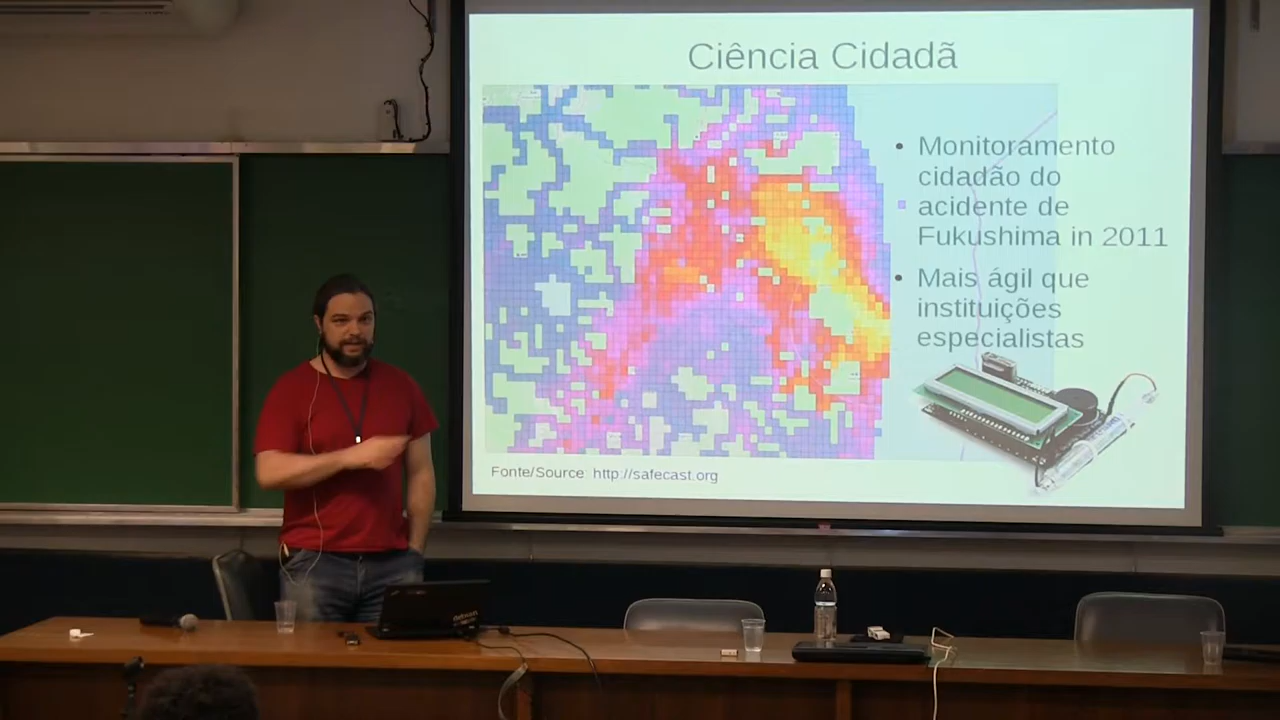 Ciência Cidadã
• Monitoramento
cidadão do
acidente de
Fukushima in 2011
• Mais ágil que
instituições
especialistas
Fonte/Source: http://safecast.org